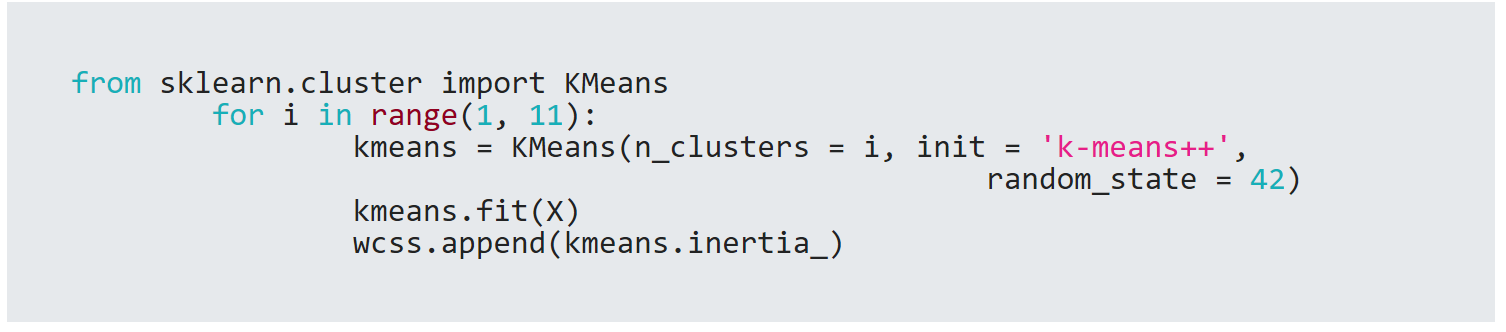 from sklearn.cluster import KMeans
for i in range(1, 11):
kmeans = KMeans(n_clusters = i, init = 'k-means++',
random_state = 42)
kmeans.fit(X)
wcss.append(kmeans.inertia_)